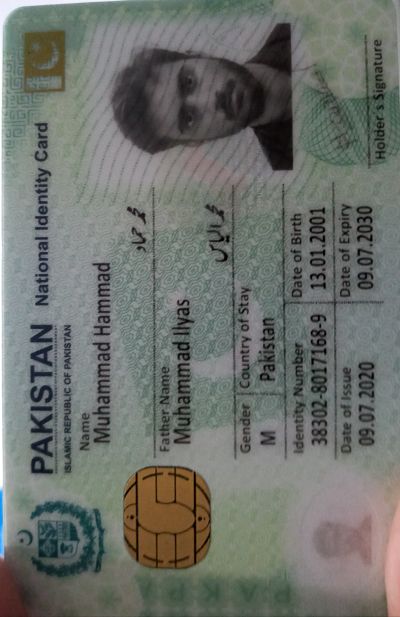 PAKISTAN National Identity Card
ISLAMIC REPUBLIC OF PAKISTAN
Name
Muhammad Hammad
محمد حماد
Father Name
Muhammad Ilyas
محمد الیاس
Gender Country of Stay
M Pakistan
Identity Number Date of Birth
38302-8017168-9 13.01.2001
Date of Issue Date of Expiry
09.07.2020 09.07.2030
Holder's Signature